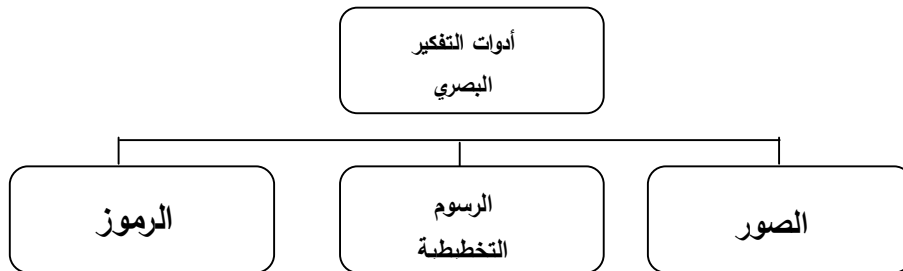 أدوات التفكير
البصري
الصور
الرسوم
التخطيطية
الرموز